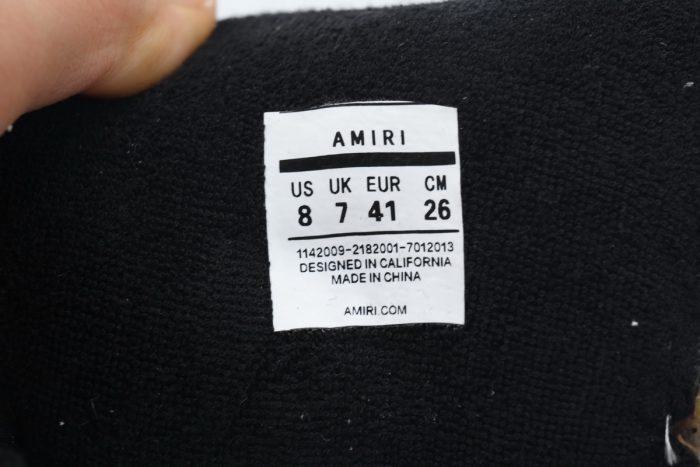 AMIRI
US UK EUR CM
8 7 41 26
1142009-2182001-7012013
DESIGNED IN CALIFORNIA
MADE IN CHINA
AMIRI.COM